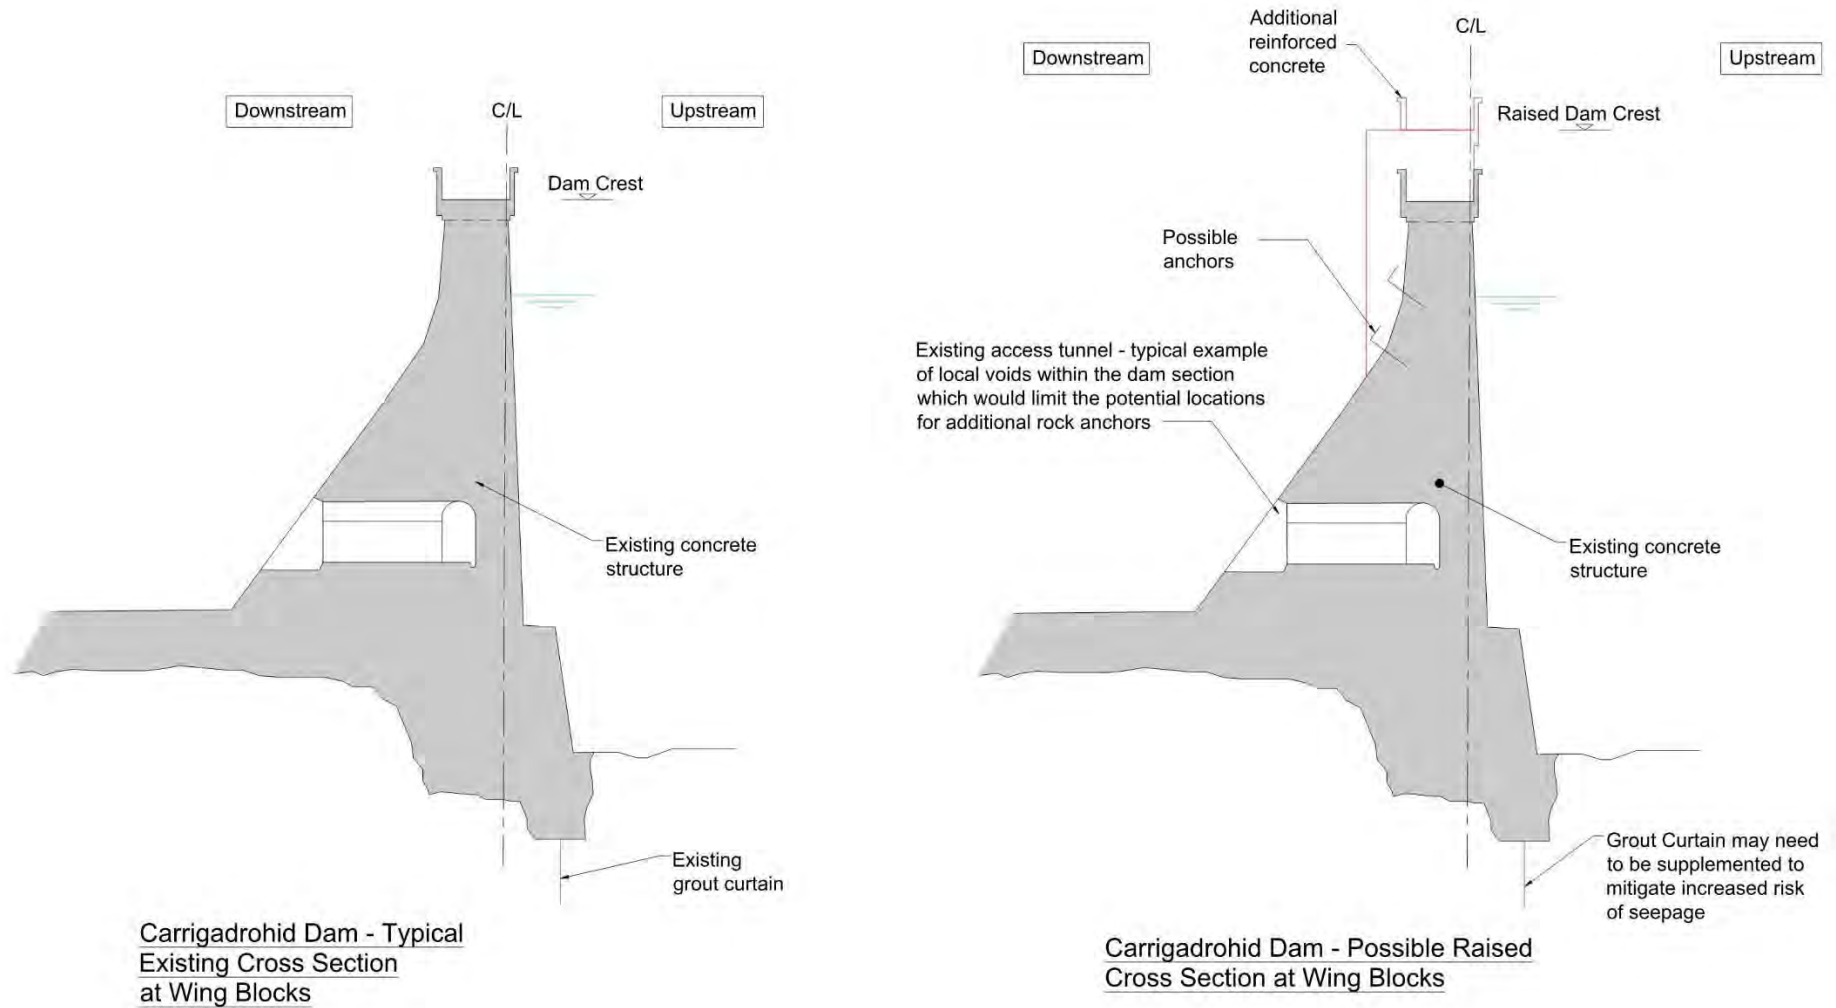 Downstream
C/L
Upstream
Dam Crest
Existing concrete
structure
Existing
grout curtain
Carrigadrohid Dam - Typical
Existing Cross Section
at Wing Blocks
Additional
reinforced
concrete
C/L
Downstream
Upstream
Raised Dam Crest
Possible
anchors
Existing access tunnel - typical example
of local voids within the dam section
which would limit the potential locations
for additional rock anchors
Existing concrete
structure
Grout Curtain may need
to be supplemented to
mitigate increased risk
of seepage
Carrigadrohid Dam - Possible Raised
Cross Section at Wing Blocks